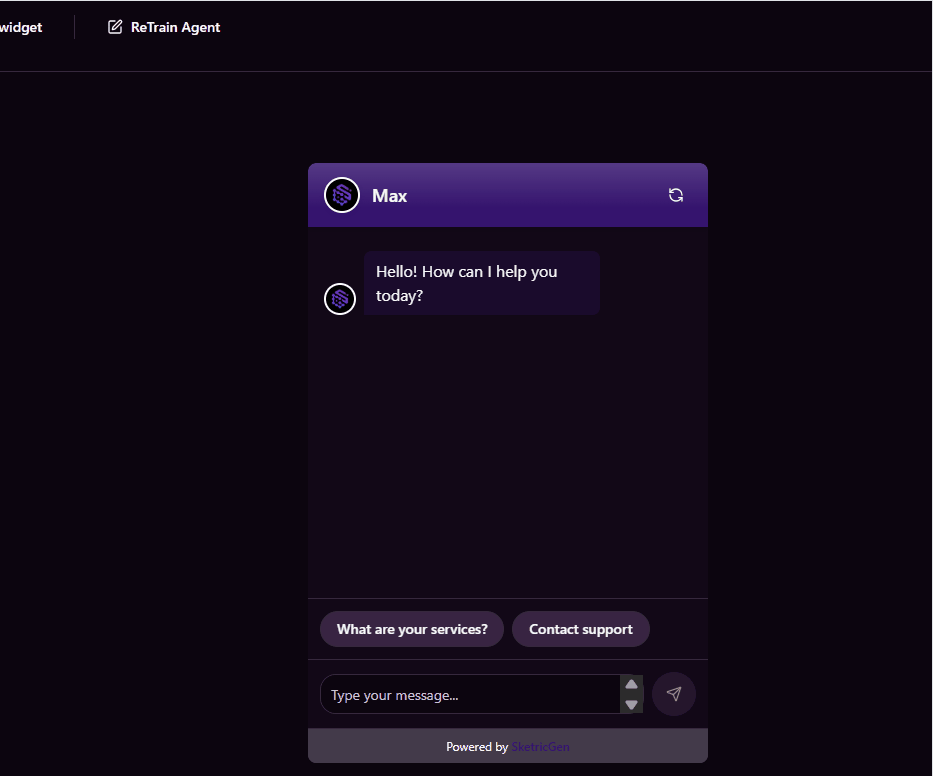 widget
ReTrain Agent
Max
Hello! How can I help you
today?
What are your services?
Contact support
Type your message...
Powered by SketricGen